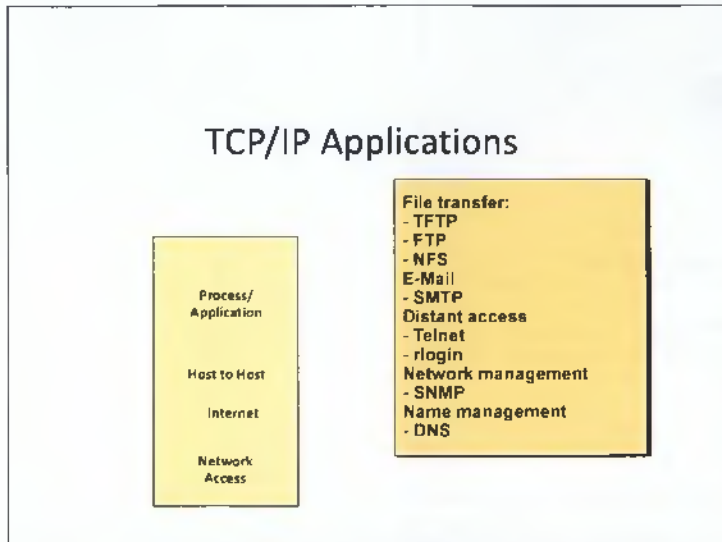 TCP/IP Applications
Process/
Application
Host to Host
Internet
Network
Access
File transfer:
- TFTP
- FTP
- NFS
E-Mail
- SMTP
Distant access
- Telnet
- rlogin
Network management
- SNMP
Name management
- DNS